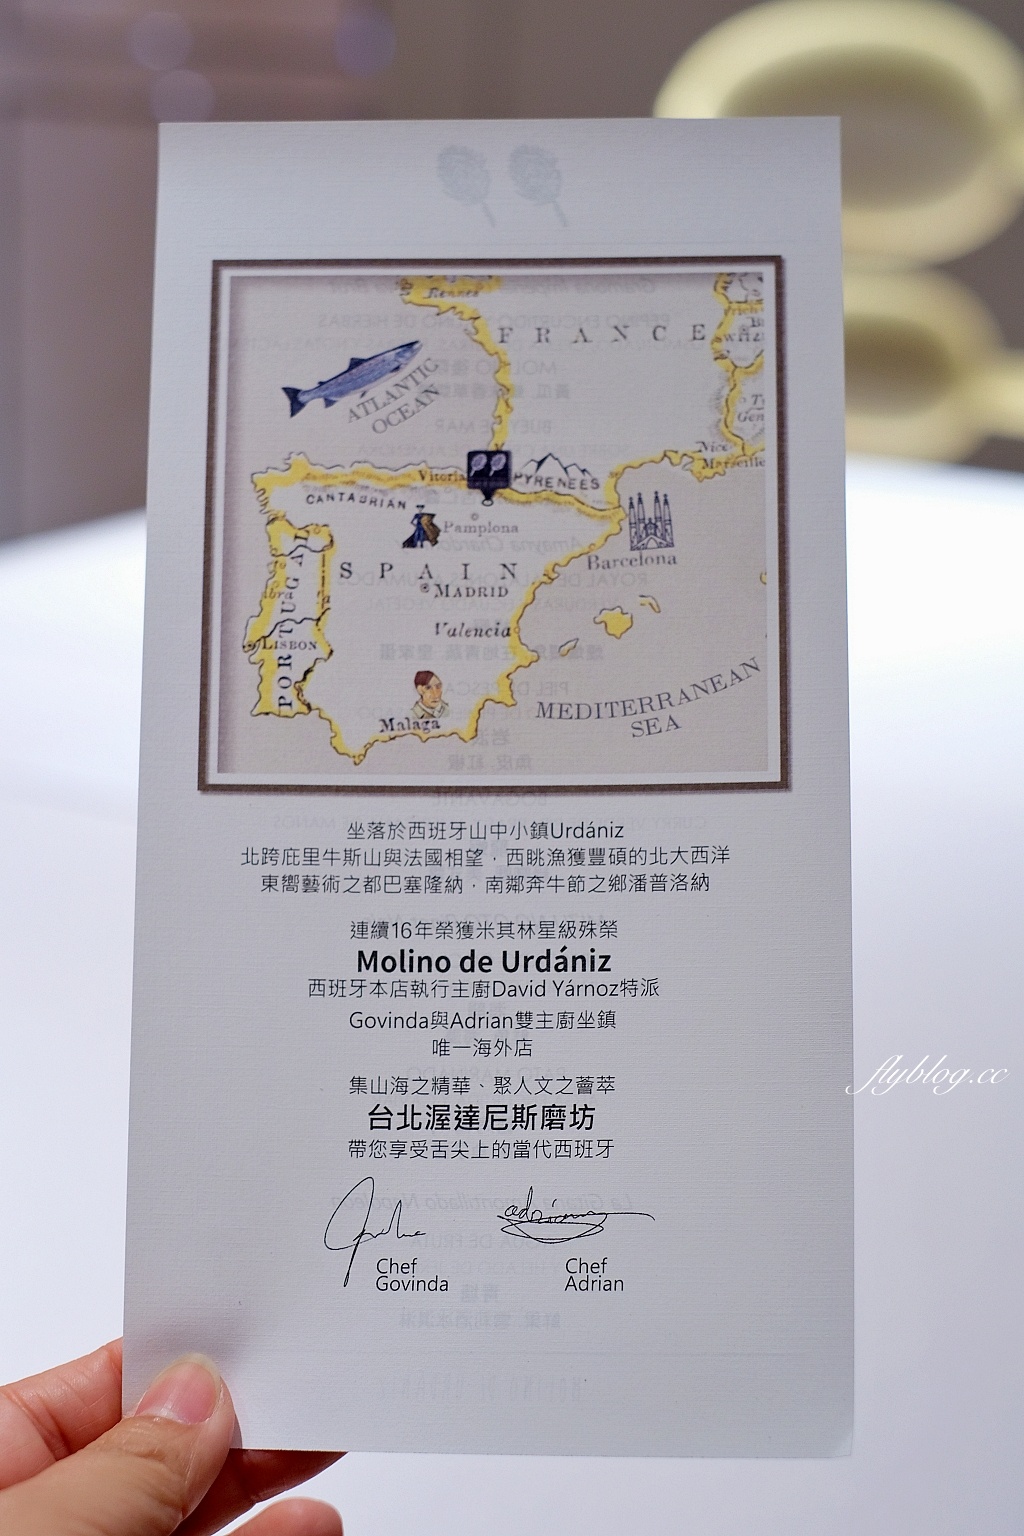 Rennes
FRANCE
ATLANTIC
OCEAN
Nice
Marseille
Vitoria
PYRENEES
CANTABRIAN
Pamplona
Barcelona
SPAIN
MADRID
PORTUGAL
Valencia
LISBON
MEDITERRANEAN
SEA
Malaga
坐落於西班牙山中小鎮Urdániz
北跨庇里牛斯山與法國相望，西眺漁獲豐碩的北大西洋
東嚮藝術之都巴塞隆納，南鄰奔牛節之鄉潘普洛納
連續16年榮獲米其林星級殊榮
Molino de Urdániz
西班牙本店執行主廚David Yárnoz特派
Govinda與Adrian雙主廚坐鎮
唯一海外店
集山海之精華、聚人文之薈萃
台北渥達尼斯磨坊
帶您享受舌尖上的當代西班牙
adriana
Chef Chef
Govinda Adrian
flyblog.cc